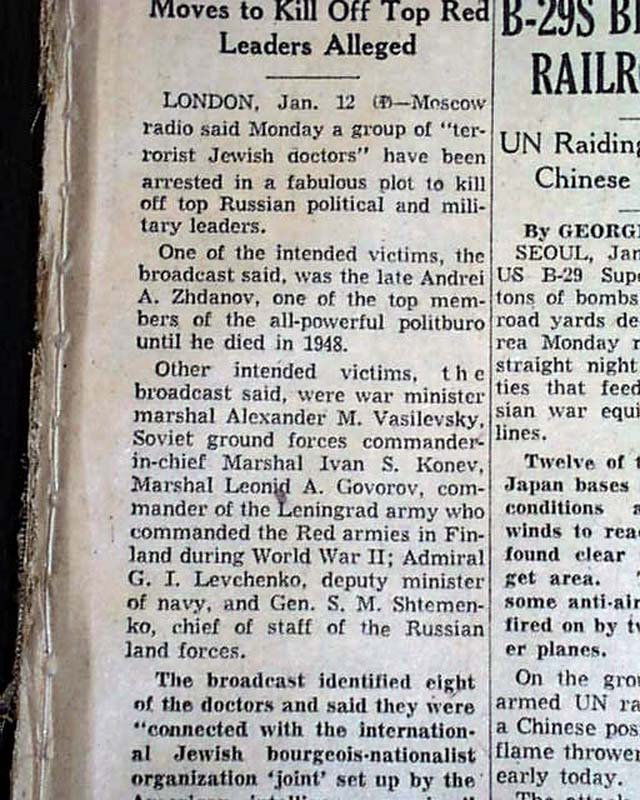 Moves to Kill Off Top Red
Leaders Alleged
LONDON, Jan. 12 (AP)—Moscow
radio said Monday a group of "ter-
rorist Jewish doctors" have been
arrested in a fabulous plot to kill
off top Russian political and mili-
tary leaders.
One of the intended victims, the
broadcast said, was the late Andrei
A. Zhdanov, one of the top mem-
bers of the all-powerful politburo
until he died in 1948.
Other intended victims, the
broadcast said, were war minister
marshal Alexander M. Vasilevsky,
Soviet ground forces commander-
in-chief Marshal Ivan S. Konev,
Marshal Leonid A. Govorov, com-
mander of the Leningrad army who
commanded the Red armies in Fin-
land during World War II; Admiral
G. I. Levchenko, deputy minister
of navy, and Gen. S. M. Shtemen-
ko, chief of staff of the Russian
land forces.
The broadcast identified eight
of the doctors and said they were
"connected with the internation-
al Jewish bourgeois-nationalist
organization 'joint' set up by the
B-29S
RAILR
UN Raiding
Chinese
By GEORGE
SEOUL, Jan
US B-29 Supe
tons of bombs
road yards de
rea Monday
straight night
ties that feed
sian war equi
lines.
Twelve of t
Japan bases
conditions a
winds to rea
found clear
get area.
some anti-air
fired on by tw
er planes.
On the grou
armed UN ra
a Chinese pos
flame thrower
early today.